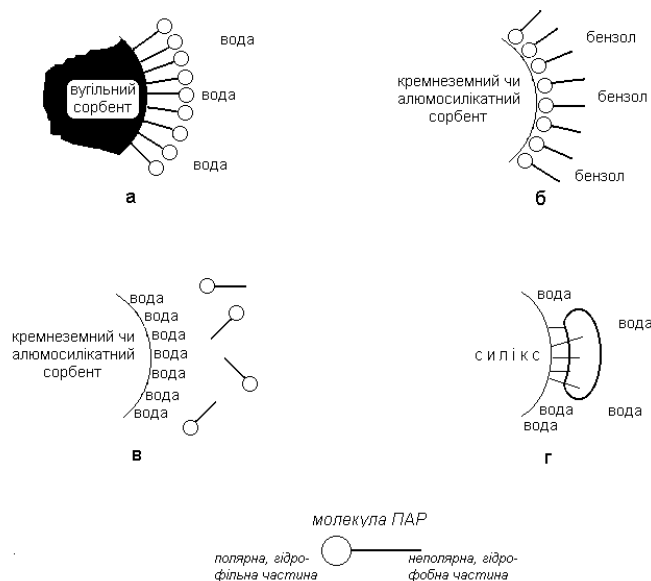 вода
вугільний
сорбент
вода
вода
а
бензол
кремнеземний чи
алюмосилікатний
сорбент
бензол
бензол
б
вода
вода
вода
вода
вода
вода
вода
кремнеземний чи
алюмосилікатний
сорбент
в
вода
вода
силікс
вода
вода
вода
г
молекула ПАР
полярна, гідро-
фільна частина
неполярна, гідро-
фобна частина